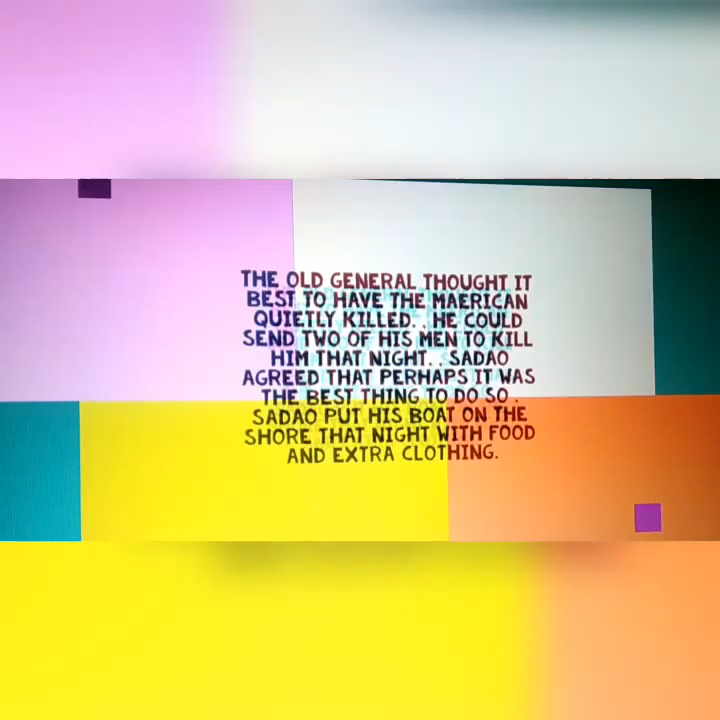 THE OLD GENERAL THOUGHT IT
BEST TO HAVE THE MAERICAN
QUIETLY KILLED. . HE COULD
SEND TWO OF HIS MEN TO KILL
HIM THAT NIGHT. . SADAO
AGREED THAT PERHAPS IT WAS
THE BEST THING TO DO SO .
SADAO PUT HIS BOAT ON THE
SHORE THAT NIGHT WITH FOOD
AND EXTRA CLOTHING.